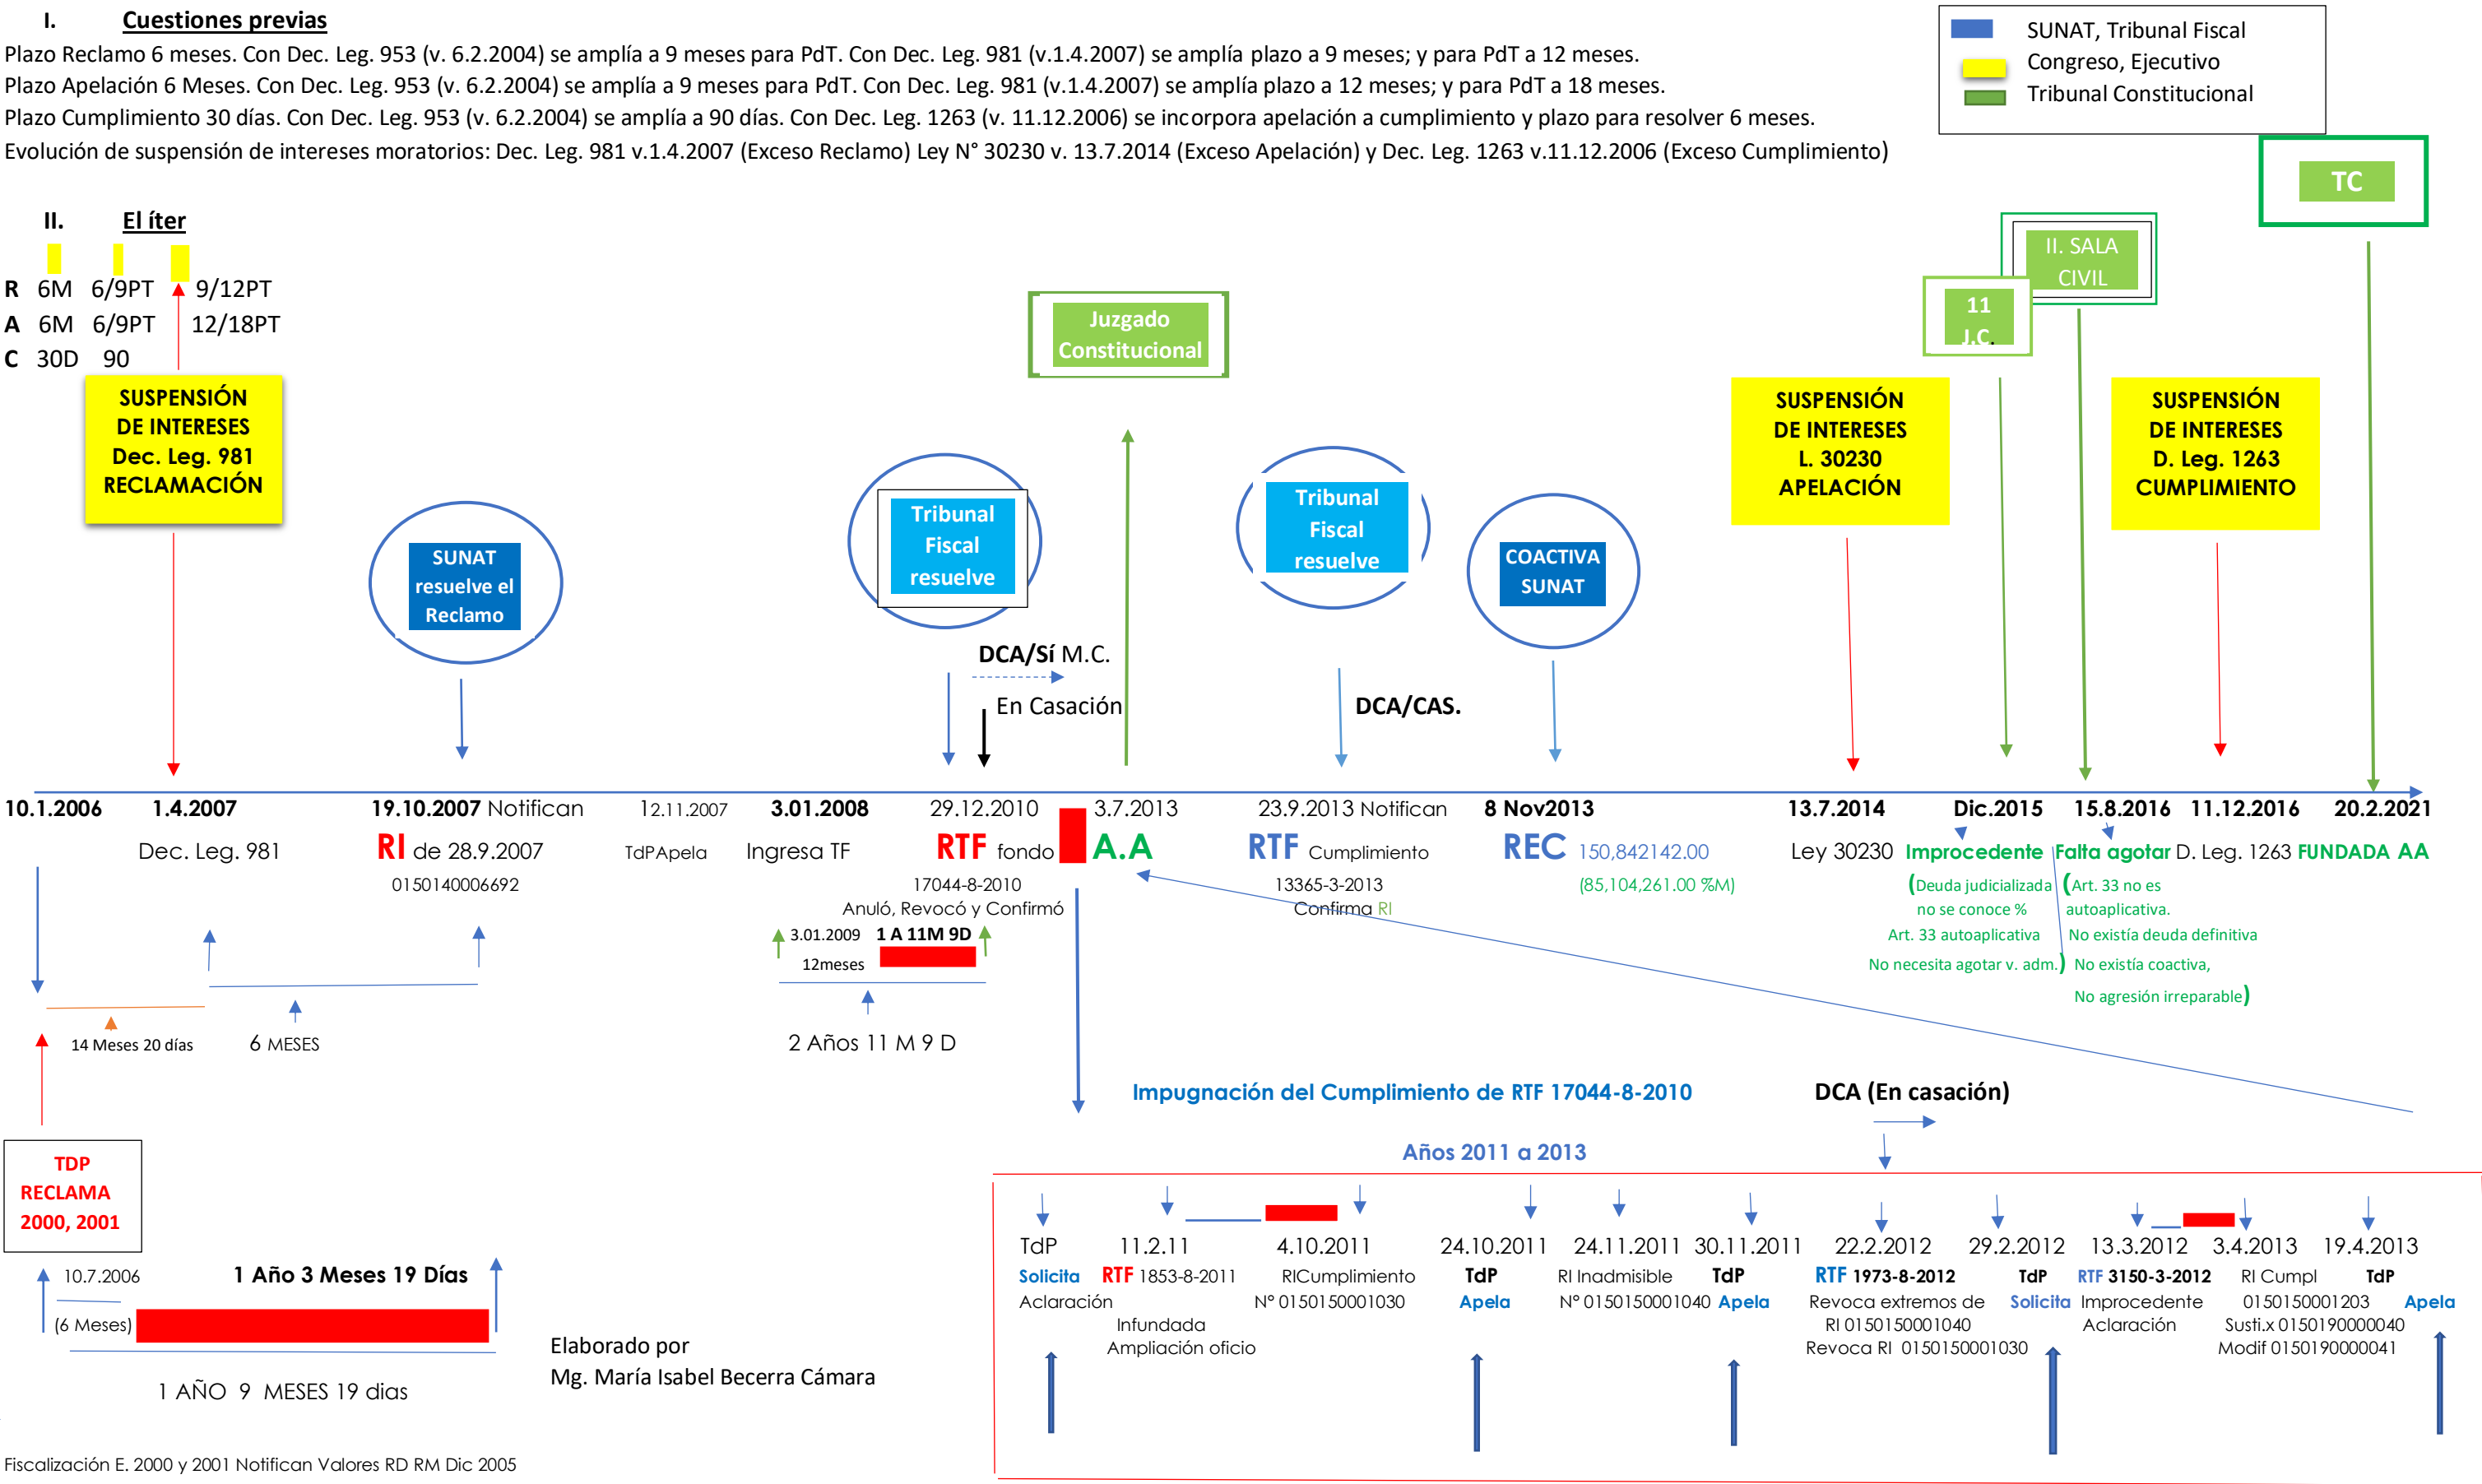 I. Cuestiones previas
Plazo Reclamo 6 meses. Con Dec. Leg. 953 (v. 6.2.2004) se amplía a 9 meses para PdT. Con Dec. Leg. 981 (v.1.4.2007) se amplía plazo a 9 meses; y para PdT a 12 meses.
Plazo Apelación 6 Meses. Con Dec. Leg. 953 (v. 6.2.2004) se amplía a 9 meses para PdT. Con Dec. Leg. 981 (v.1.4.2007) se amplía plazo a 12 meses; y para PdT a 18 meses.
Plazo Cumplimiento 30 días. Con Dec. Leg. 953 (v. 6.2.2004) se amplía a 90 días. Con Dec. Leg. 1263 (v. 11.12.2006) se incorpora apelación a cumplimiento y plazo para resolver 6 meses.
Evolución de suspensión de intereses moratorios: Dec. Leg. 981 v.1.4.2007 (Exceso Reclamo) Ley N° 30230 v. 13.7.2014 (Exceso Apelación) y Dec. Leg. 1263 v.11.12.2006 (Exceso Cumplimiento)
SUNAT, Tribunal Fiscal
Congreso, Ejecutivo
Tribunal Constitucional
II. El íter
R 6M 6/9PT 9/12PT
A 6M 6/9PT 12/18PT
C 30D 90
SUSPENSIÓN
DE INTERESES
Dec. Leg. 981
RECLAMACIÓN
SUNAT
resuelve el
Reclamo
Tribunal
Fiscal
resuelve
DCA/Sí M.C.
En Casación
Juzgado
Constitucional
Tribunal
Fiscal
resuelve
DCA/CAS.
COACTIVA
SUNAT
SUSPENSIÓN
DE INTERESES
L. 30230
APELACIÓN
11
J.C.
II. SALA
CIVIL
SUSPENSIÓN
DE INTERESES
D. Leg. 1263
CUMPLIMIENTO
TC
10.1.2006 1.4.2007 19.10.2007 Notifican 12.11.2007 3.01.2008 29.12.2010 3.7.2013 23.9.2013 Notifican 8 Nov2013 13.7.2014 Dic.2015 15.8.2016 11.12.2016 20.2.2021
Dec. Leg. 981 RI de 28.9.2007 TdPApela Ingresa TF RTF fondo A.A RTF Cumplimiento REC 150,842142.00 Ley 30230 Improcedente Falta agotar D. Leg. 1263 FUNDADA AA
0150140006692 17044-8-2010 13365-3-2013 (85,104,261.00 %M) (Deuda judicializada (Art. 33 no es
Anuló, Revocó y Confirmó Confirma RI no se conoce % autoaplicativa.
3.01.2009 1 A 11M 9D Art. 33 autoaplicativa No existía deuda definitiva
12meses No necesita agotar v. adm.) No existía coactiva,
No agresión irreparable)
14 Meses 20 días 6 MESES 2 Años 11 M 9 D
Impugnación del Cumplimiento de RTF 17044-8-2010 DCA (En casación)
Años 2011 a 2013
TDP
RECLAMA
2000, 2001
10.7.2006 1 Año 3 Meses 19 Días
(6 Meses)
1 AÑO 9 MESES 19 dias
Elaborado por
Mg. María Isabel Becerra Cámara
TdP 11.2.11 4.10.2011 24.10.2011 24.11.2011 30.11.2011 22.2.2012 29.2.2012 13.3.2012 3.4.2013 19.4.2013
Solicita RTF 1853-8-2011 RICumplimiento TdP RI Inadmisible TdP RTF 1973-8-2012 TdP RTF 3150-3-2012 RI Cumpl TdP
Aclaración N° 0150150001030 Apela N° 0150150001040 Apela Revoca extremos de Solicita Improcedente 0150150001203 Apela
Infundada RI 0150150001040 Aclaración Susti.x 0150190000040
Ampliación oficio Revoca RI 0150150001030 Modif 0150190000041
Fiscalización E. 2000 y 2001 Notifican Valores RD RM Dic 2005